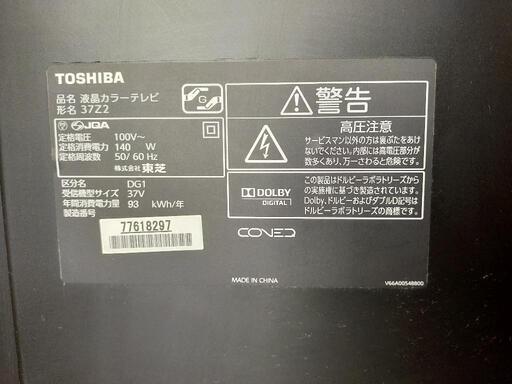 TOSHIBA
品名 液晶カラーテレビ
形名 37Z2
G
JQA
定格電圧 100V~
定格消費電力 140 W
定格周波数 50/60 Hz
株式会社 東芝
区分名 DG1
受信機型サイズ 37V
年間消費電力量 93 kWh/年
製造番号
77618297
警告
高圧注意
サービスマン以外の方は裏ぶたをあけ
ないでください。内部には高電圧部分が
数多くあり、万一さわると危険です。
DOLBY
DIGITAL
この製品はドルビーラボラトリーズから
の実施権に基づき製造されています。
Dolby、ドルビーおよびダブルD記号は
ドルビーラボラトリーズの商標です。
CONEQ
MADE IN CHINA
V66A00548800